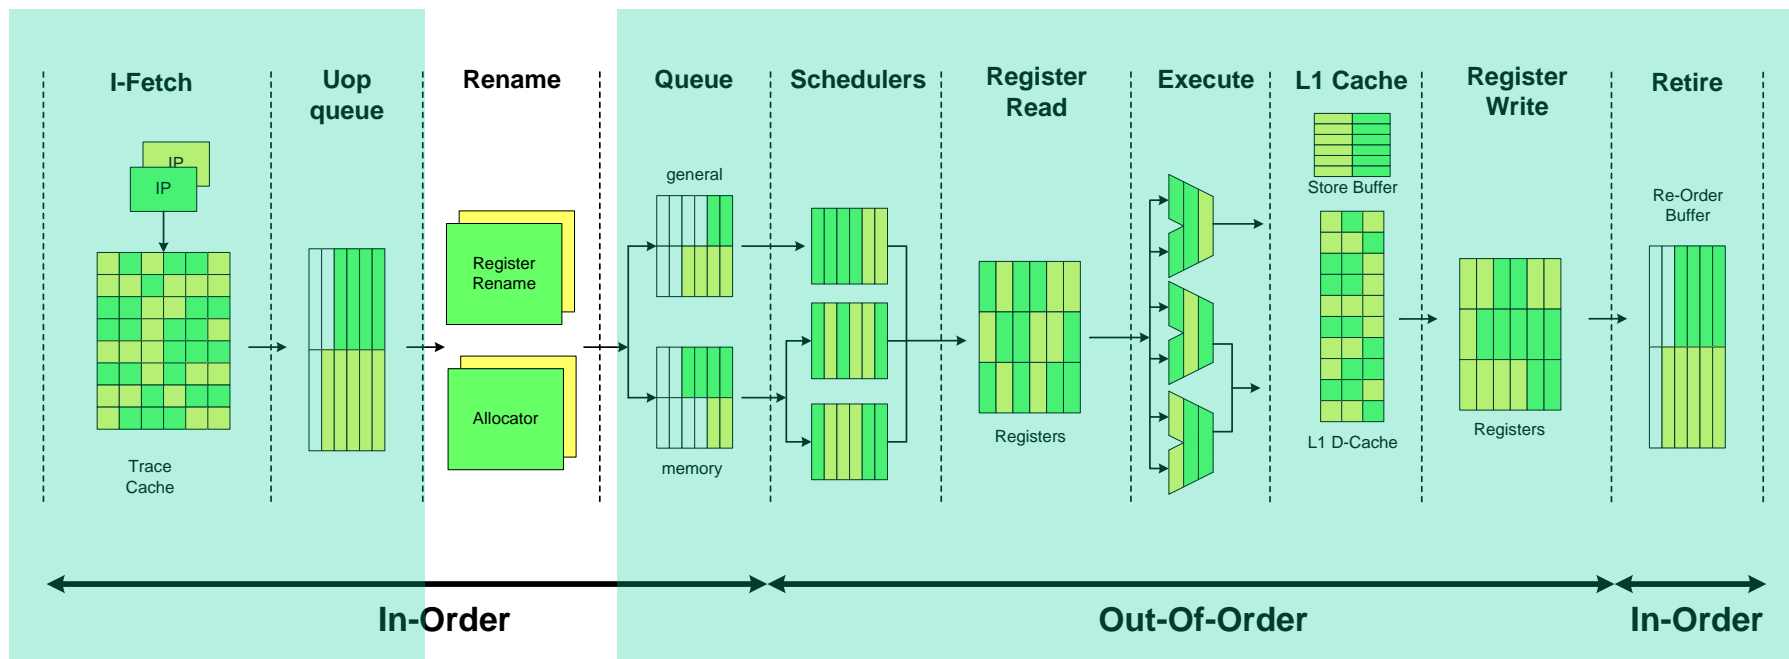 I-Fetch
Uop
queue
Rename
Queue
Schedulers
Register
Read
Execute
L1 Cache
Register
Write
Retire
IP
IP
Trace
Cache
Register
Rename
Allocator
general
memory
Registers
Store Buffer
L1 D-Cache
Registers
Re-Order
Buffer
In-Order
Out-Of-Order
In-Order